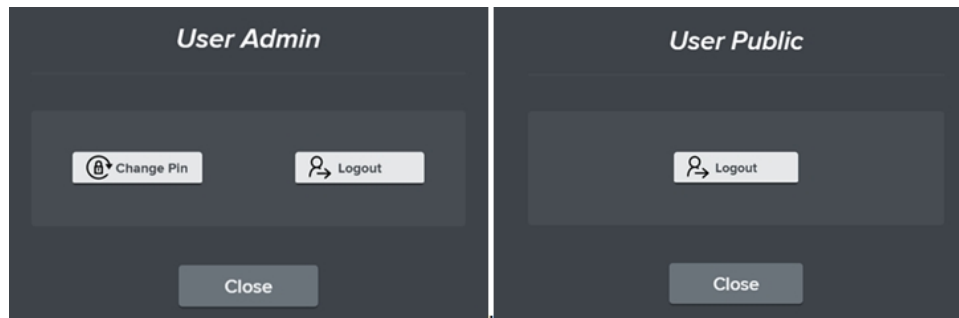 User Admin
Change Pin
Logout
Close
User Public
Logout
Close